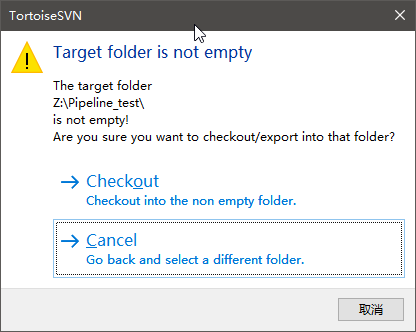 TortoiseSVN
Target folder is not empty
The target folder
Z:\Pipeline_test\
is not empty!
Are you sure you want to checkout/export into that folder?
Checkout
Checkout into the non empty folder.
Cancel
Go back and select a different folder.
取消